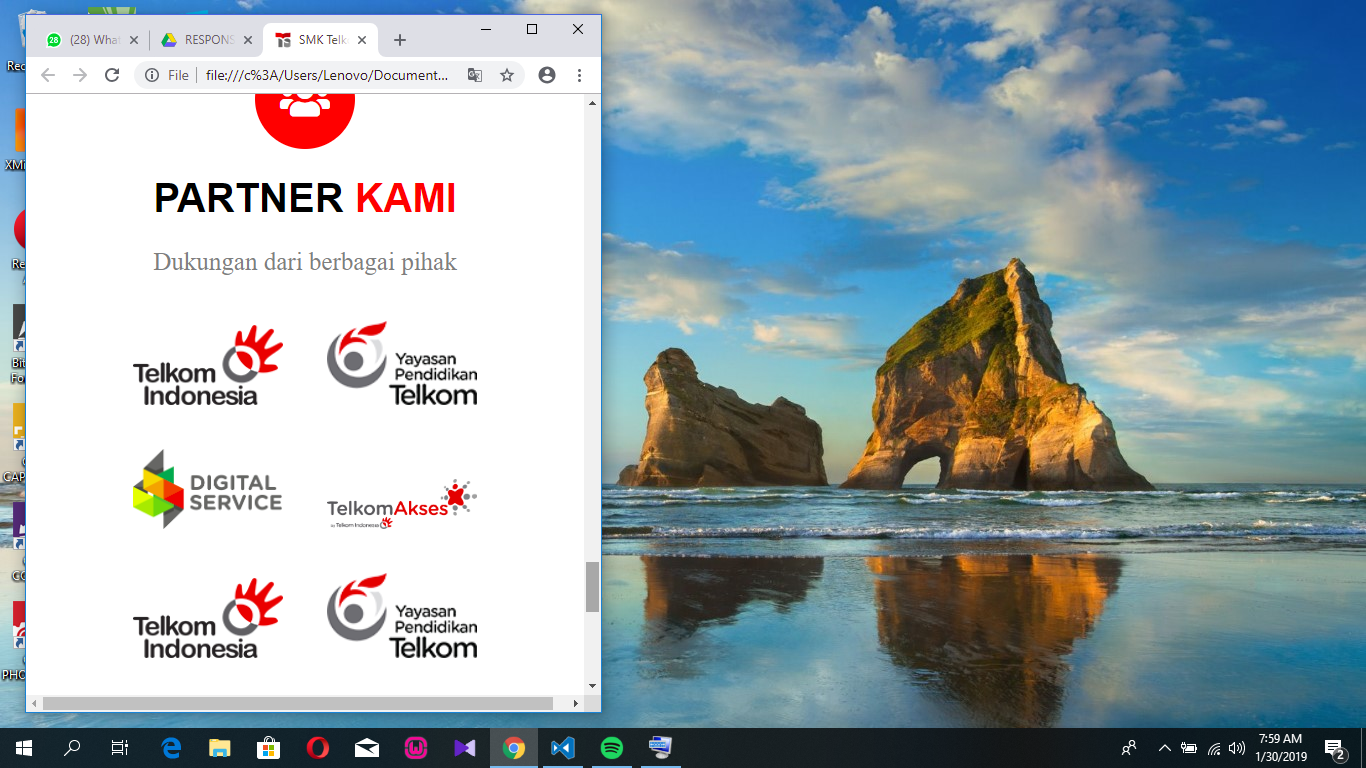 (28) What
RESPONS
SMK Telk
File
file:///c%3A/Users/Lenovo/Document...
PARTNER KAMI
Dukungan dari berbagai pihak
Telkom
Indonesia
Yayasan
Pendidikan
Telkom
DIGITAL
SERVICE
TelkomAkses
by Telkom Indonesia
Telkom
Indonesia
Yayasan
Pendidikan
Telkom
7:59 AM
1/30/2019
2